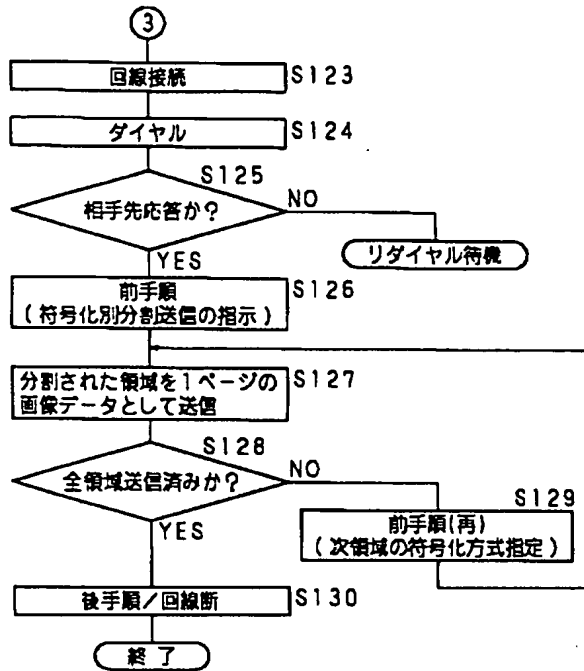 3
回線接続 S123
ダイヤル S124
S125
相手先応答か? NO
リダイヤル待機
YES
前手順 S126
(符号化別分割送信の指示)
分割された領域を1ページの S127
画像データとして送信
S128
全領域送信済みか? NO
S129
前手順(再)
(次領域の符号化方式指定)
YES
後手順/回線断 S130
終了